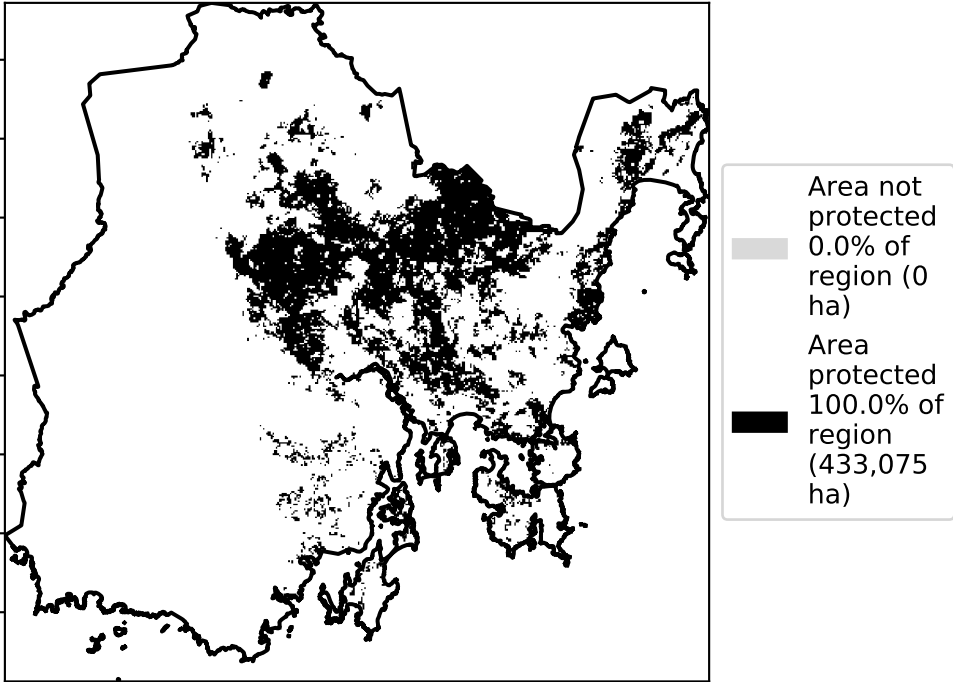 Area not
protected
0.0% of
region (0
ha)
Area
protected
100.0% of
region
(433,075
ha)